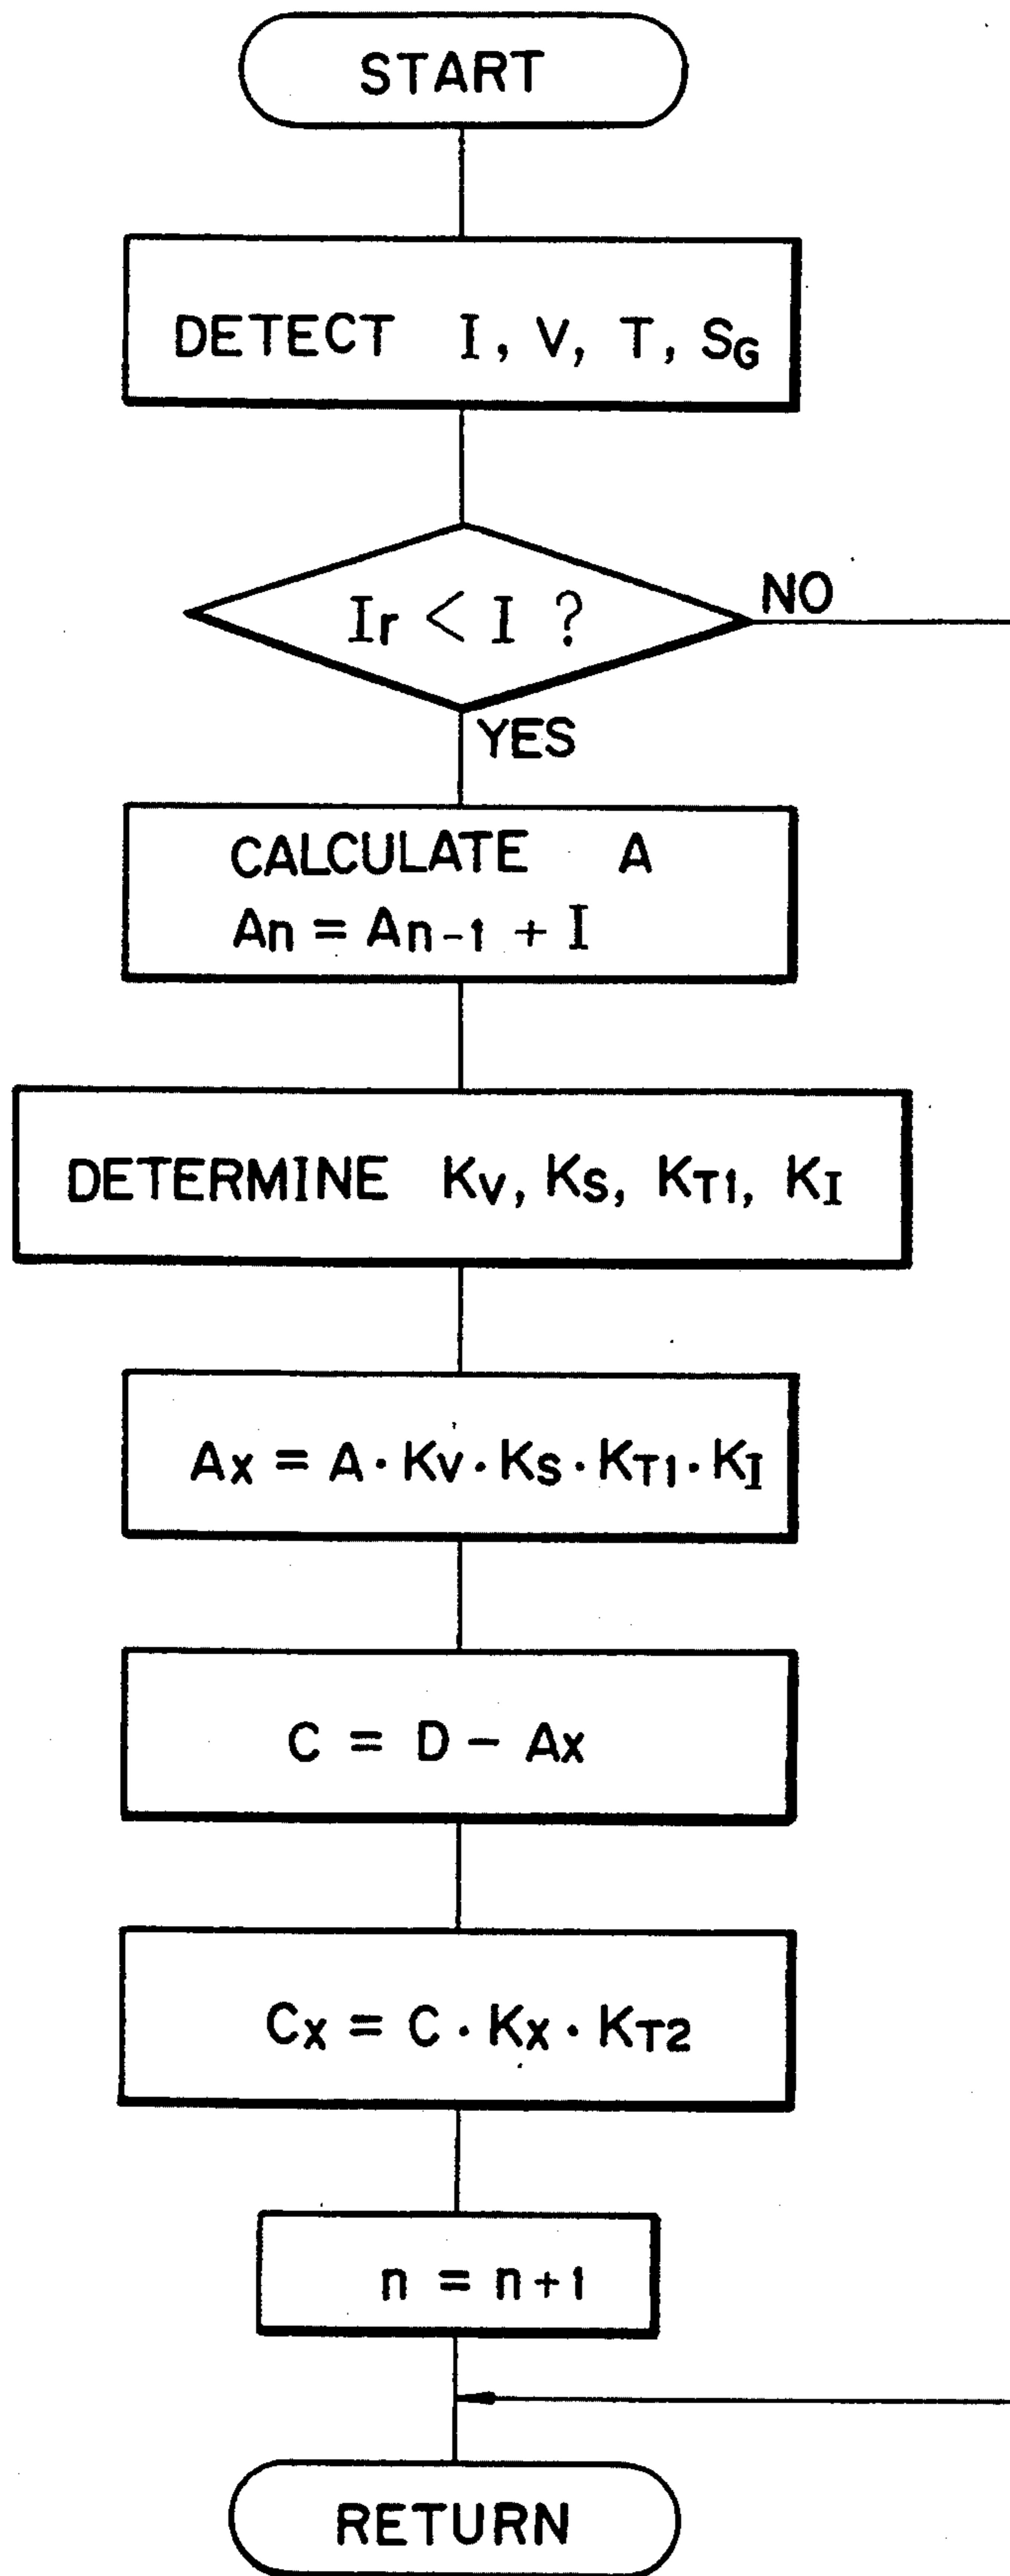 START
DETECT I, V, T, SG
Ir < I ?
NO
YES
CALCULATE A
An = An-1 + I
DETERMINE KV, KS, KT1, KI
AX = A · KV · KS · KT1 · KI
C = D - AX
CX = C · KX · KT2
n = n+1
RETURN